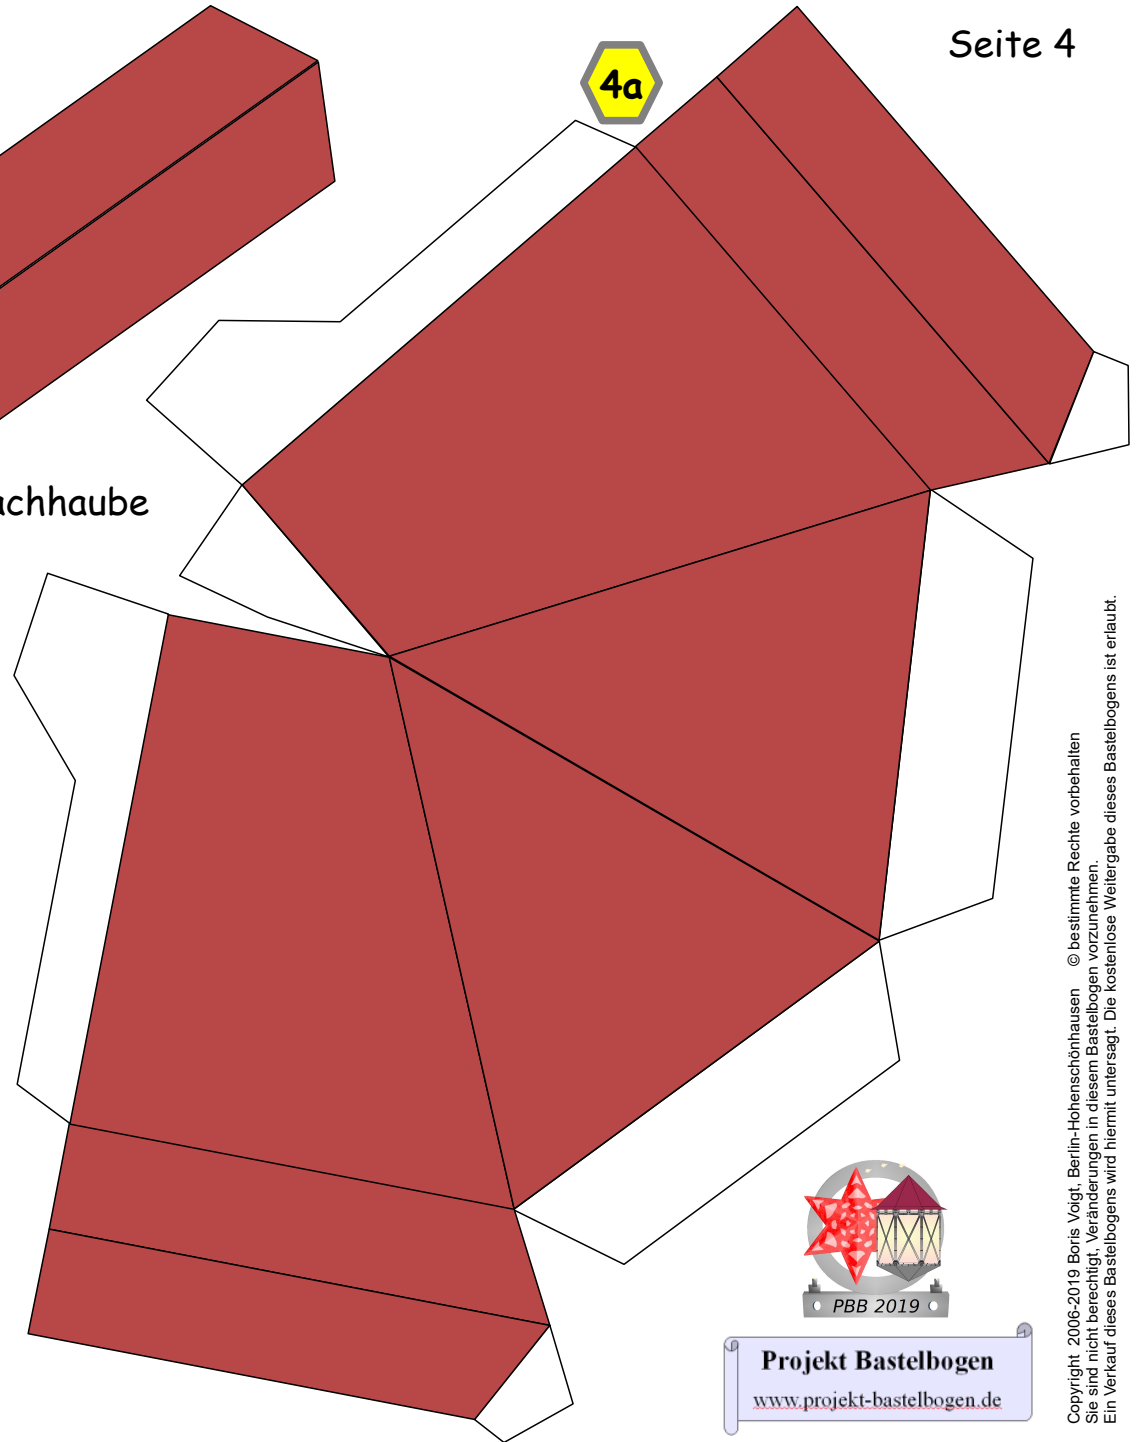 Seite 4
4a
achhaube
PBB 2019
Projekt Bastelbogen
www.projekt-bastelbogen.de
Copyright 2006-2019 Boris Voigt, Berlin-Hohenschönhausen © bestimmte Rechte vorbehalten
Sie sind nicht berechtigt, Veränderungen in diesem Bastelbogen vorzunehmen.
Ein Verkauf dieses Bastelbogens wird hiermit untersagt. Die kostenlose Weitergabe dieses Bastelbogens ist erlaubt.